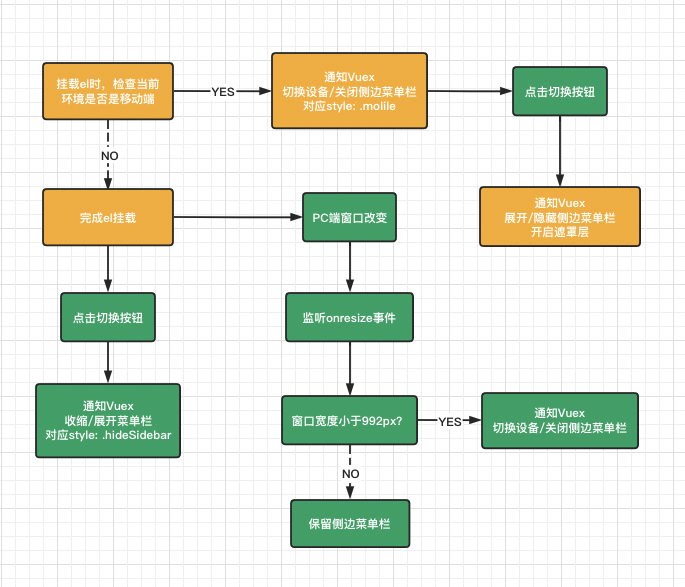 挂载el时，检查当前
环境是否是移动端
YES
通知Vuex
切换设备/关闭侧边菜单栏
对应style: .molile
点击切换按钮
NO
通知Vuex
展开/隐藏侧边菜单栏
开启遮罩层
完成el挂载
PC端窗口改变
点击切换按钮
监听onresize事件
通知Vuex
收缩/展开菜单栏
对应style: .hideSidebar
窗口宽度小于992px?
YES
通知Vuex
切换设备/关闭侧边菜单栏
NO
保留侧边菜单栏